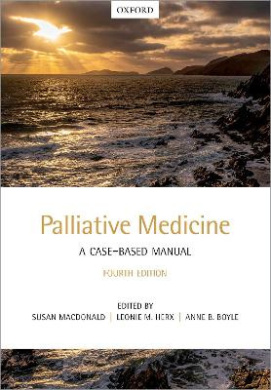 OXFORD
Palliative Medicine
A CASE-BASED MANUAL
FOURTH EDITION
EDITED BY
SUSAN MACDONALD | LEONIE M. HERX | ANNE B. BOYLE